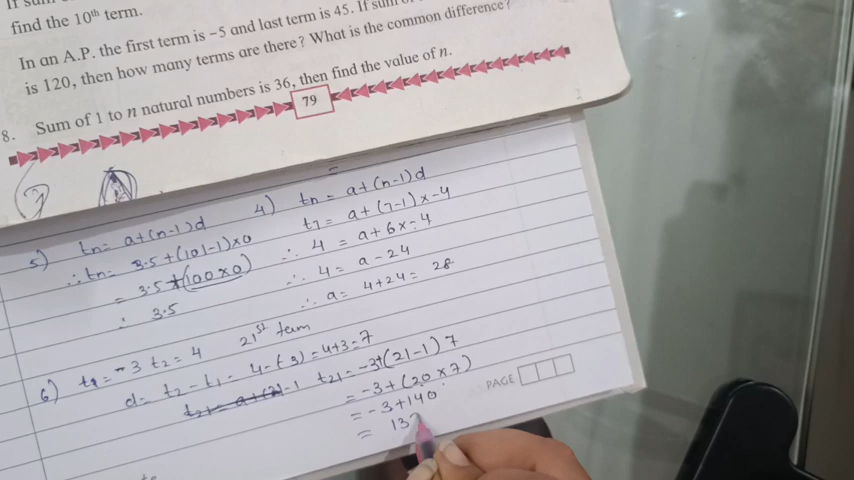 find the 10th term.
In an A.P. the first term is –5 and last term is 45. If sum
is 120, then how many terms are there? What is the common difference?
8. Sum of 1 to n natural numbers is 36, then find the value of n.
79
5) tn = a+(n-1)d
∴ tn = 3.5+(101-1)×0
= 3.5+(100×0)
: 3.5
4) tn = a+(n-1)d
t7 = a+(7-1)×-4
∴ 4 = a+6×-4
∴ 4 = a-24
∴ a = 4+24 = 28
6) t1 = -3 t2 = 4 21st term
d = t2 - t1 = 4-(-3) = 4+3 = 7
t21 = -3+(21-1)7
= -3+(20×7)
= -3+140
= 13
PAGE